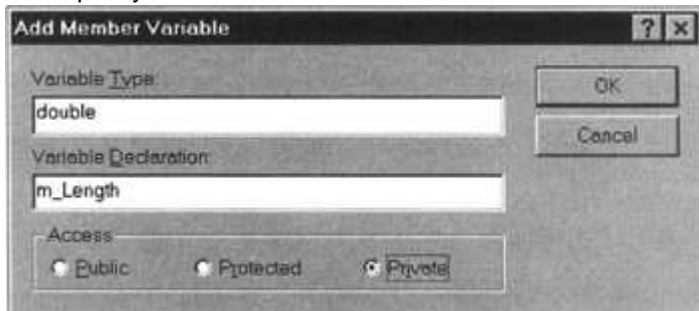 Add Member Variable
Variable Type:
double
OK
Cancel
Variable Declaration:
m_Length
Access
Public Protected Private